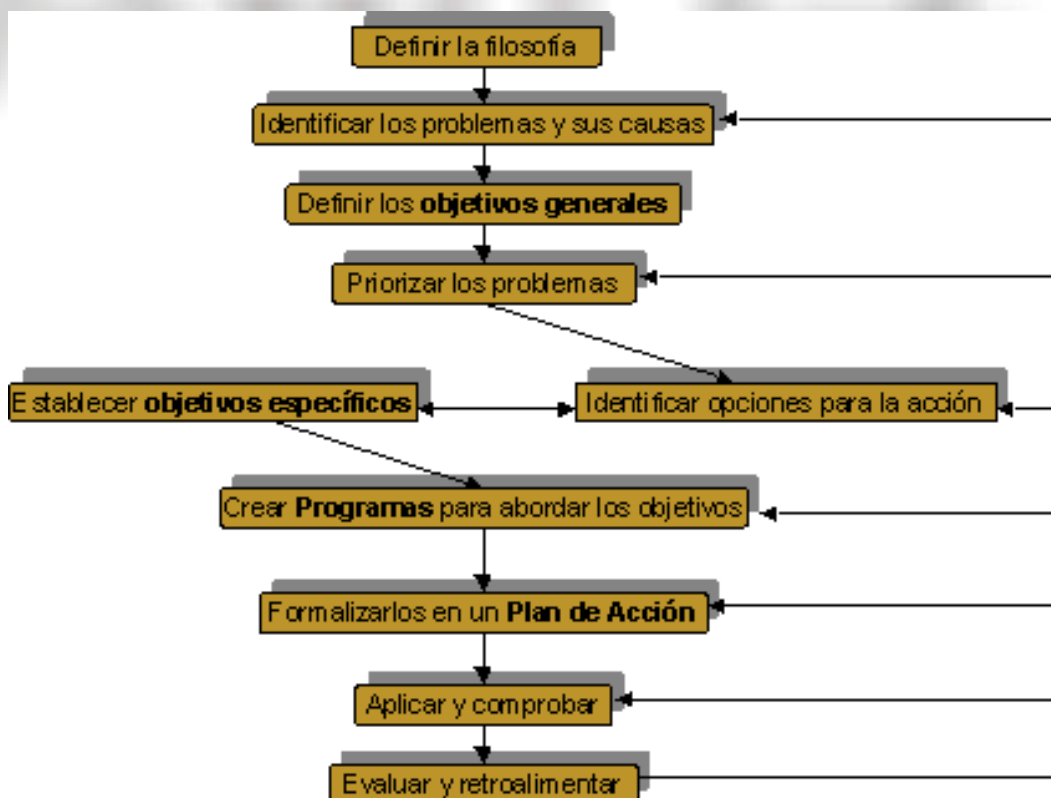 Definir la filosofía
Identificar los problemas y sus causas
Definir los objetivos generales
Priorizar los problemas
Establecer objetivos específicos
Identificar opciones para la acción
Crear Programas para abordar los objetivos
Formalizarlos en un Plan de Acción
Aplicar y comprobar
Evaluar y retroalimentar